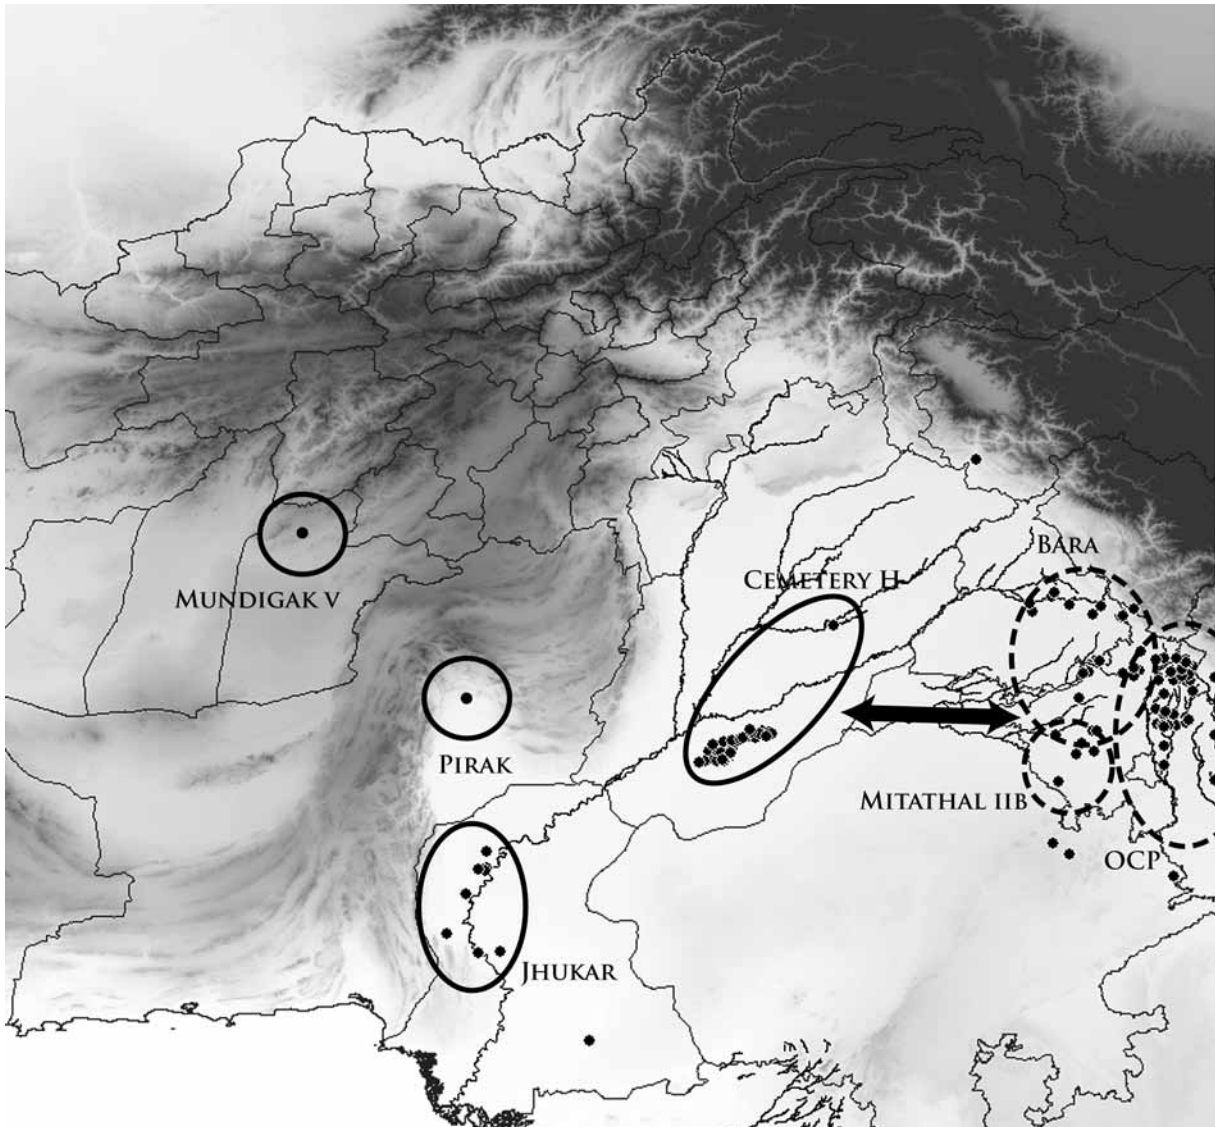 BARA
CEMETERY H
MUNDIGAK V
PIRAK
MITATHAL IIB
OCP
JHUKAR